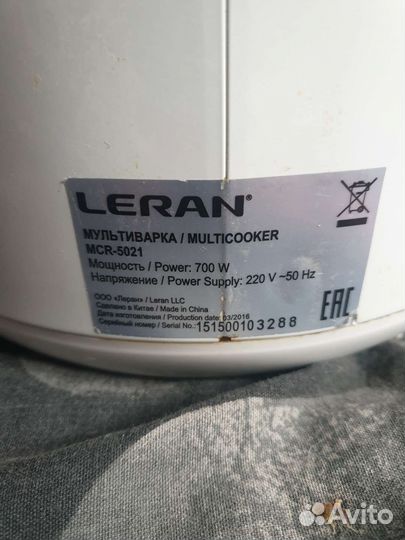 LERAN®
МУЛЬТИВАРКА / MULTICOOKER
MCR-5021
Мощность / Power: 700 W
Напряжение / Power Supply: 220 V ~50 Hz
ООО «Леран» / Leran LLC
Сделано в Китае / Made in China
Дата изготовления / Production date: 03/2016
Серийный номер / Serial No.: 151500103288
EAC
Avito